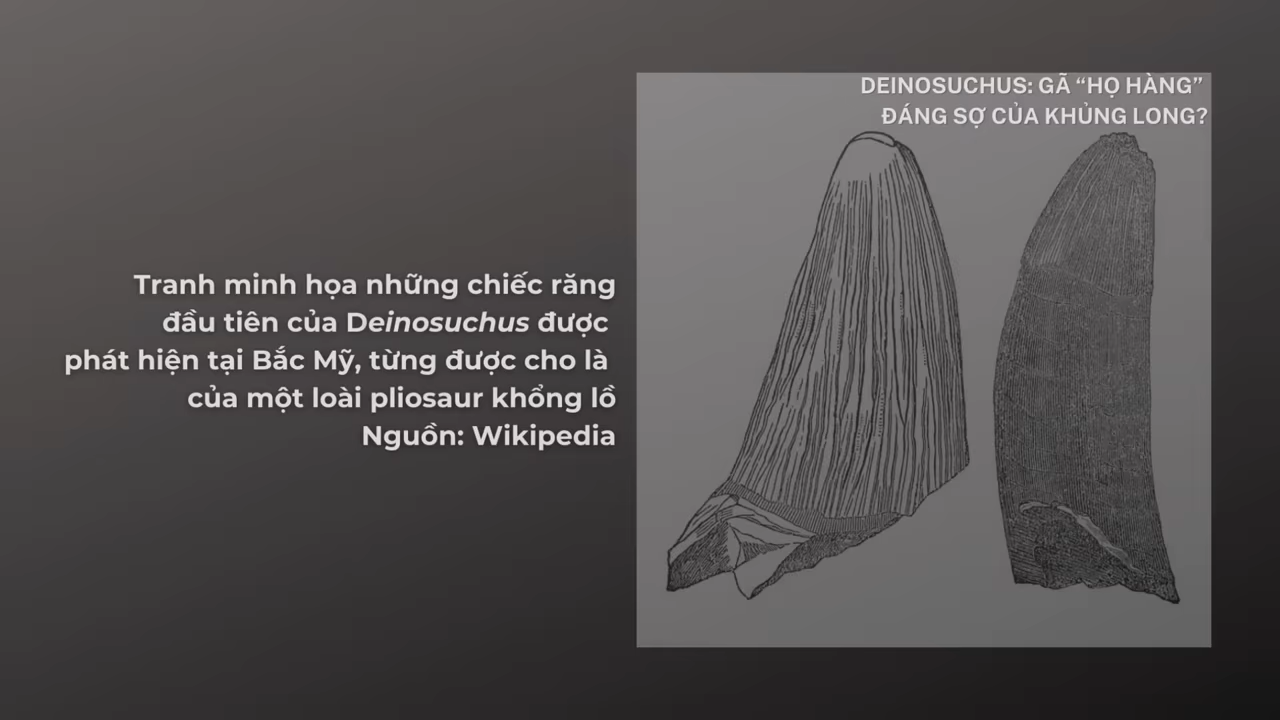 DEINOSUCHUS: GÃ “HỌ HÀNG”
ĐÁNG SỢ CỦA KHỦNG LONG?
Tranh minh họa những chiếc răng
đầu tiên của Deinosuchus được
phát hiện tại Bắc Mỹ, từng được cho là
của một loài pliosaur khổng lồ
Nguồn: Wikipedia